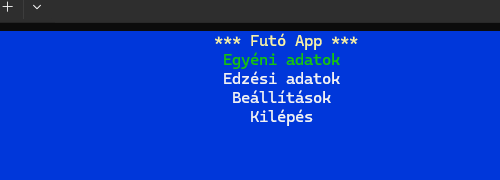 *** Futó App ***
Egyéni adatok
Edzési adatok
Beállítások
Kilépés